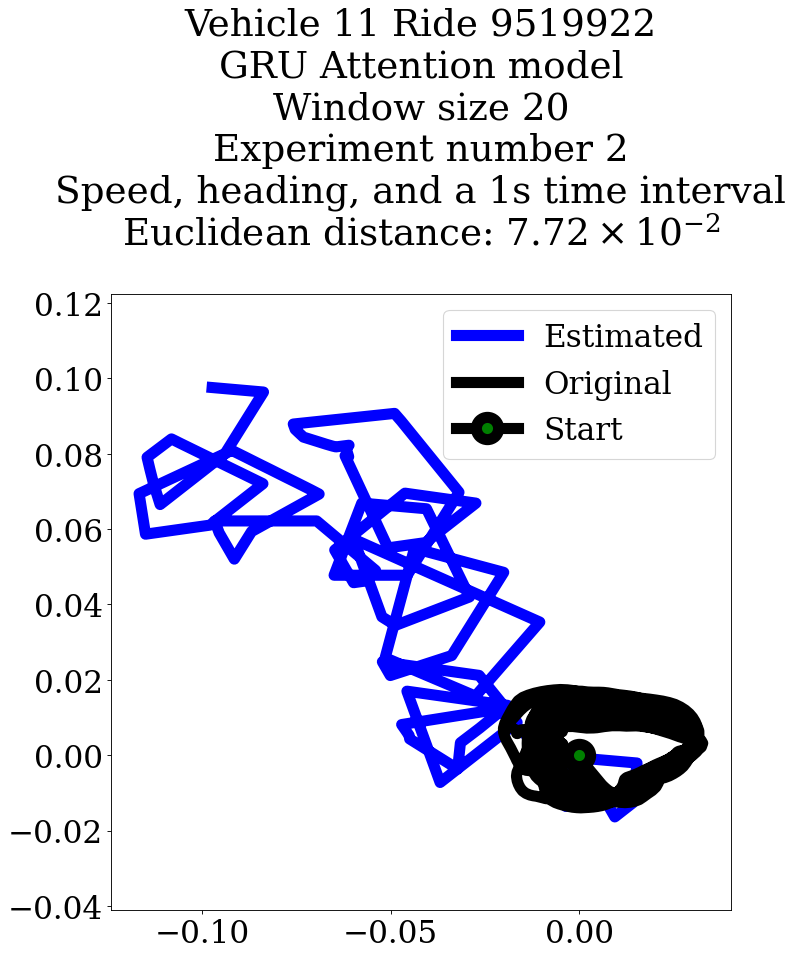 Vehicle 11 Ride 9519922
GRU Attention model
Window size 20
Experiment number 2
Speed, heading, and a 1s time interval
Euclidean distance: 7.72 × 10⁻²
Estimated
Original
Start
0.12
0.10
0.08
0.06
0.04
0.02
0.00
−0.02
−0.04
−0.10 −0.05 0.00